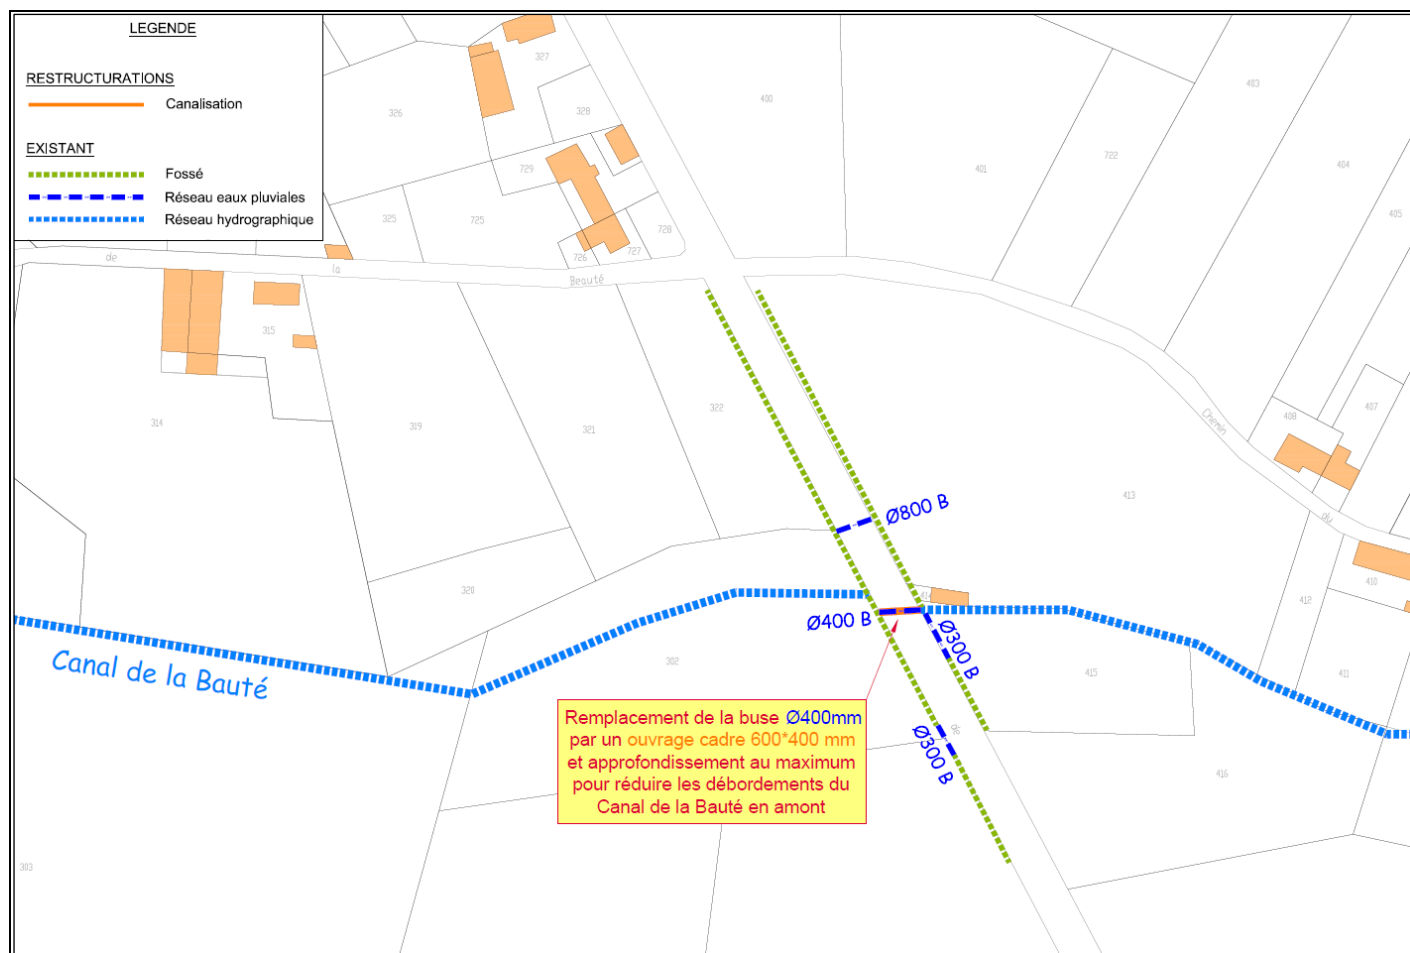 LEGENDE
RESTRUCTURATIONS
Canalisation
EXISTANT
Fossé
Réseau eaux pluviales
Réseau hydrographique
327
326
328
729
325
725
728
727
726
400
401
722
403
404
405
de
la
Beauté
315
314
319
321
322
320
407
408
Chemin
413
du
410
412
411
Ø800 B
Ø400 B
Ø300 B
415
416
302
303
Canal de la Bauté
de
Ø300 B
Remplacement de la buse Ø400mm
par un ouvrage cadre 600*400 mm
et approfondissement au maximum
pour réduire les débordements du
Canal de la Bauté en amont